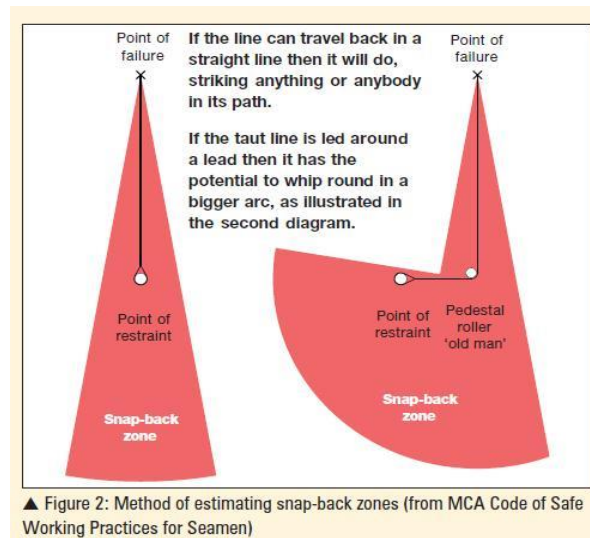 Point of
failure
If the line can travel back in a
straight line then it will do,
striking anything or anybody
in its path.
If the taut line is led around
a lead then it has the
potential to whip round in a
bigger arc, as illustrated in
the second diagram.
Point of
failure
Point of
restraint
Snap-back
zone
Point of
restraint
Pedestal
roller
‘old man’
Snap-back
zone
▲ Figure 2: Method of estimating snap-back zones (from MCA Code of Safe
Working Practices for Seamen)